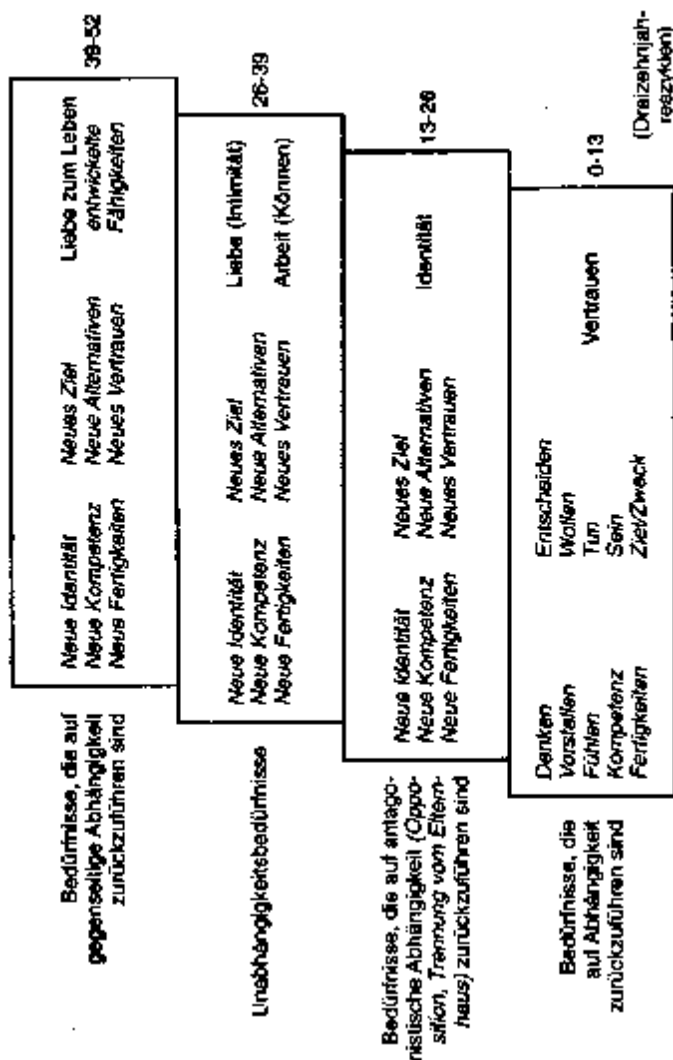 Bedürfnisse, die auf
gegenseitige Abhängigkeit
zurückzuführen sind
Neue Identität
Neue Kompetenz
Neue Fertigkeiten
Neues Ziel
Neue Alternativen
Neues Vertrauen
Liebe zum Leben
entwickelte
Fähigkeiten
39-52
Unabhängigkeitsbedürfnisse
Neue Identität
Neue Kompetenz
Neue Fertigkeiten
Neues Ziel
Neue Alternativen
Neues Vertrauen
Liebe (Intimität)
Arbeit (Können)
26-39
Bedürfnisse, die auf antago-
nistische Abhängigkeit (Oppo-
sition, Trennung vom Eltern-
haus) zurückzuführen sind
Neue Identität
Neue Kompetenz
Neue Fertigkeiten
Neues Ziel
Neue Alternativen
Neues Vertrauen
Identität
13-26
Bedürfnisse, die
auf Abhängigkeit
zurückzuführen sind
Denken
Vorstellen
Fühlen
Kompetenz
Fertigkeiten
Entscheiden
Wollen
Tun
Sein
Ziel/Zweck
Vertrauen
0-13
(Dreizehnjah-
reszyklen)